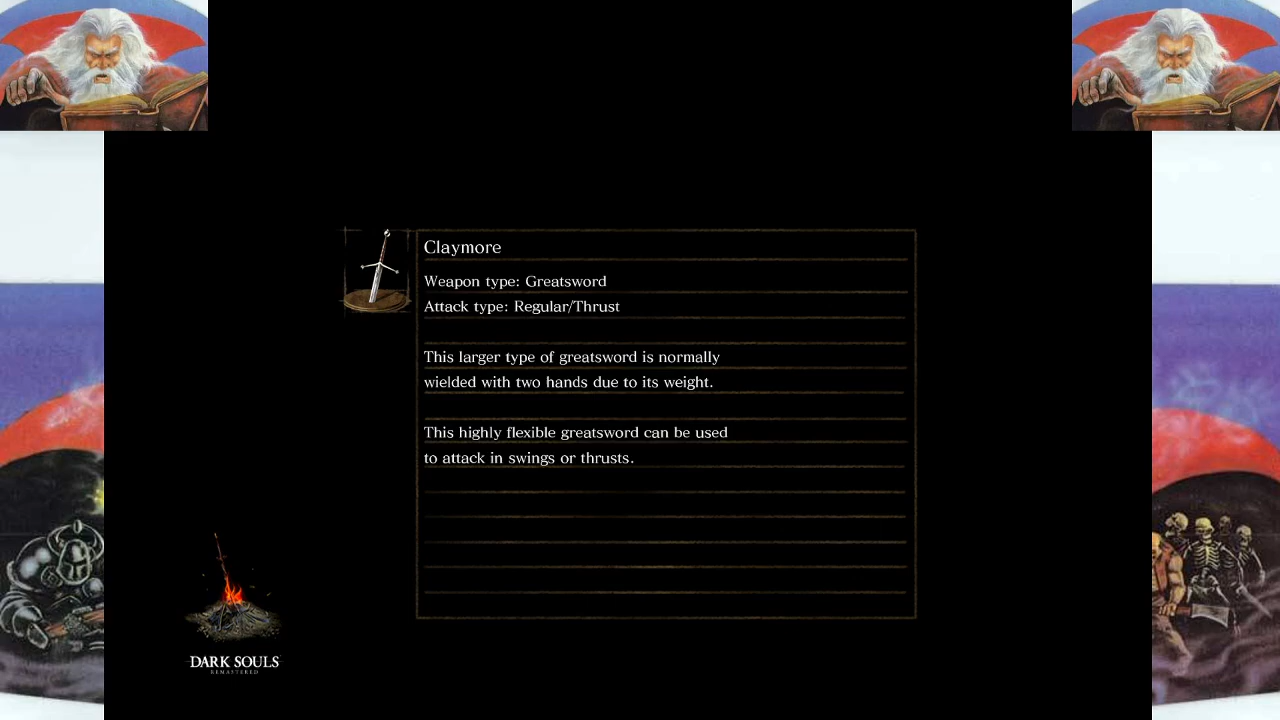 Claymore
Weapon type: Greatsword
Attack type: Regular/Thrust
This larger type of greatsword is normally
wielded with two hands due to its weight.
This highly flexible greatsword can be used
to attack in swings or thrusts.
DARK SOULS
REMASTERED